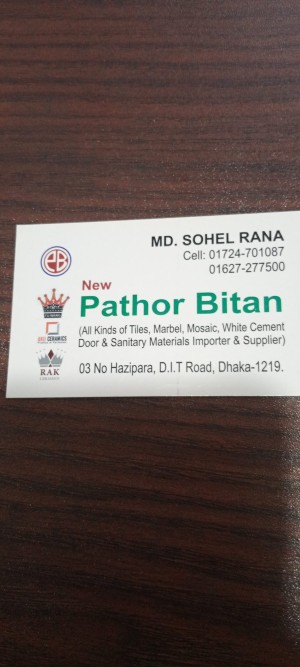 MD. SOHEL RANA
Cell: 01724-701087
01627-277500
New
Pathor Bitan
(All Kinds of Tiles, Marbel, Mosaic, White Cement
Door & Sanitary Materials Importer & Supplier)
03 No Hazipara, D.I.T Road, Dhaka-1219.
RAK
CERAMICS